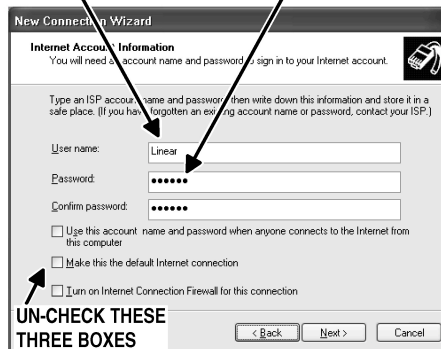 New Connection Wizard
Internet Account Information
You will need an account name and password to sign in to your Internet account.
Type an ISP account name and password, then write down this information and store it in a
safe place. (If you have forgotten an existing account name or password, contact your ISP.)
User name:
Linear
Password:
••••••
Confirm password:
••••••
Use this account name and password when anyone connects to the Internet from
this computer
Make this the default Internet connection
Turn on Internet Connection Firewall for this connection
UN-CHECK THESE
THREE BOXES
< Back
Next >
Cancel